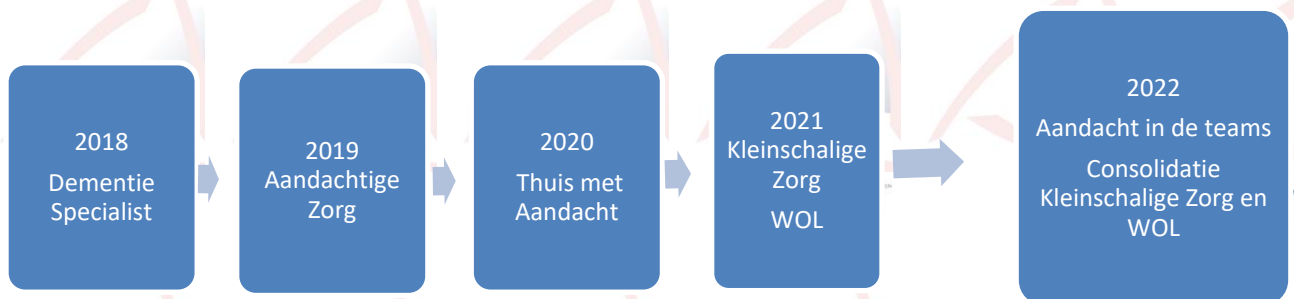 2018
Dementie
Specialist
2019
Aandachtige
Zorg
2020
Thuis met
Aandacht
2021
Kleinschalige
Zorg
WOL
2022
Aandacht in de teams
Consolidatie
Kleinschalige Zorg en
WOL